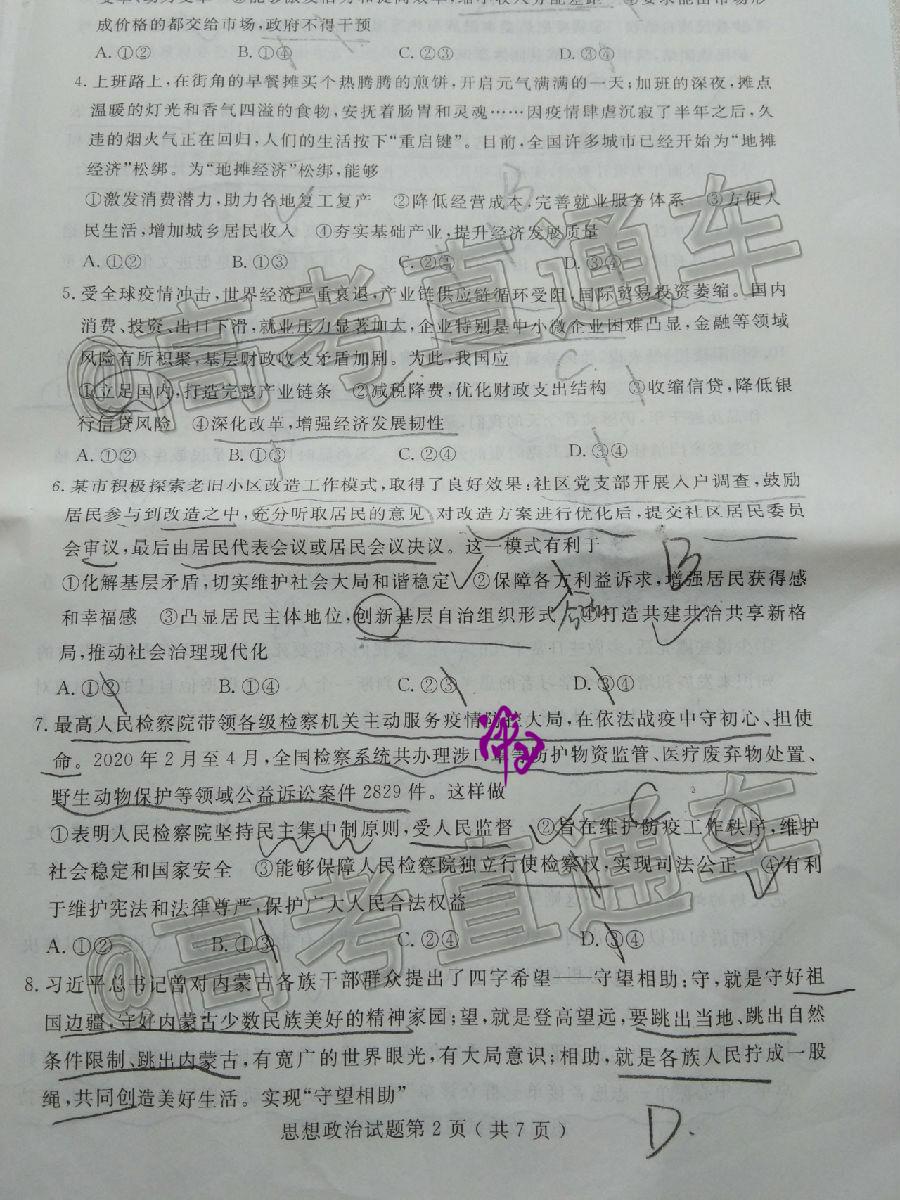 成价格的都交给市场,政府不得干预
A.①② B.①④ C.②③ D.③④
4.上班路上,在街角的早餐摊买个热腾腾的煎饼,开启元气满满的一天;加班的深夜,摊点
温暖的灯光和香气四溢的食物,安抚着肠胃和灵魂……因疫情肆虐沉寂了半年之后,久
违的烟火气正在回归,人们的生活按下“重启键”。目前,全国许多城市已经开始为“地摊
经济”松绑。为“地摊经济”松绑,能够
①激发消费潜力,助力各地复工复产 ②降低经营成本,完善就业服务体系 ③方便人
民生活,增加城乡居民收入 ④夯实基础产业,提升经济发展质量
A.①② B.①③ C.②④ D.③④
5.受全球疫情冲击,世界经济严重衰退,产业链供应链循环受阻,国际贸易投资萎缩。国内
消费、投资、出口下滑,就业压力显著加大,企业特别是中小微企业困难凸显,金融等领域
风险有所积聚,基层财政收支矛盾加剧。为此,我国应
①立足国内,打造完整产业链条 ②减税降费,优化财政支出结构 ③收缩信贷,降低银
行信贷风险 ④深化改革,增强经济发展韧性
A.①② B.①③ C.②④ D.③④
6.某市积极探索老旧小区改造工作模式,取得了良好效果:社区党支部开展入户调查,鼓励
居民参与到改造之中,充分听取居民的意见,对改造方案进行优化后,提交社区居民委员
会审议,最后由居民代表会议或居民会议决议。这一模式有利于
B
①化解基层矛盾,切实维护社会大局和谐稳定 ②保障各方利益诉求,增强居民获得感
和幸福感 ③凸显居民主体地位,创新基层自治组织形式 ④打造共建共治共享新格
局,推动社会治理现代化
A.①② B.①④ C.②③ D.③④
7.最高人民检察院带领各级检察机关主动服务疫情防控大局,在依法战疫中守初心、担使
命。2020年2月至4月,全国检察系统共办理涉口罩等防护物资监管、医疗废弃物处置、
野生动物保护等领域公益诉讼案件2829件。这样做
C
①表明人民检察院坚持民主集中制原则,受人民监督 ②旨在维护防疫工作秩序,维护
社会稳定和国家安全 ③能够保障人民检察院独立行使检察权,实现司法公正 ④有利
于维护宪法和法律尊严,保护广大人民合法权益
A.①② B.①③ C.②④ D.③④
8.习近平总书记曾对内蒙古各族干部群众提出了四字希望——守望相助;守,就是守好祖
国边疆,守好内蒙古少数民族美好的精神家园;望,就是登高望远,要跳出当地、跳出自然
条件限制、跳出内蒙古,有宽广的世界眼光,有大局意识;相助,就是各族人民拧成一股
绳,共同创造美好生活。实现“守望相助”
思想政治试题第2页(共7页)
D.
@高考直通车
@高考直通车